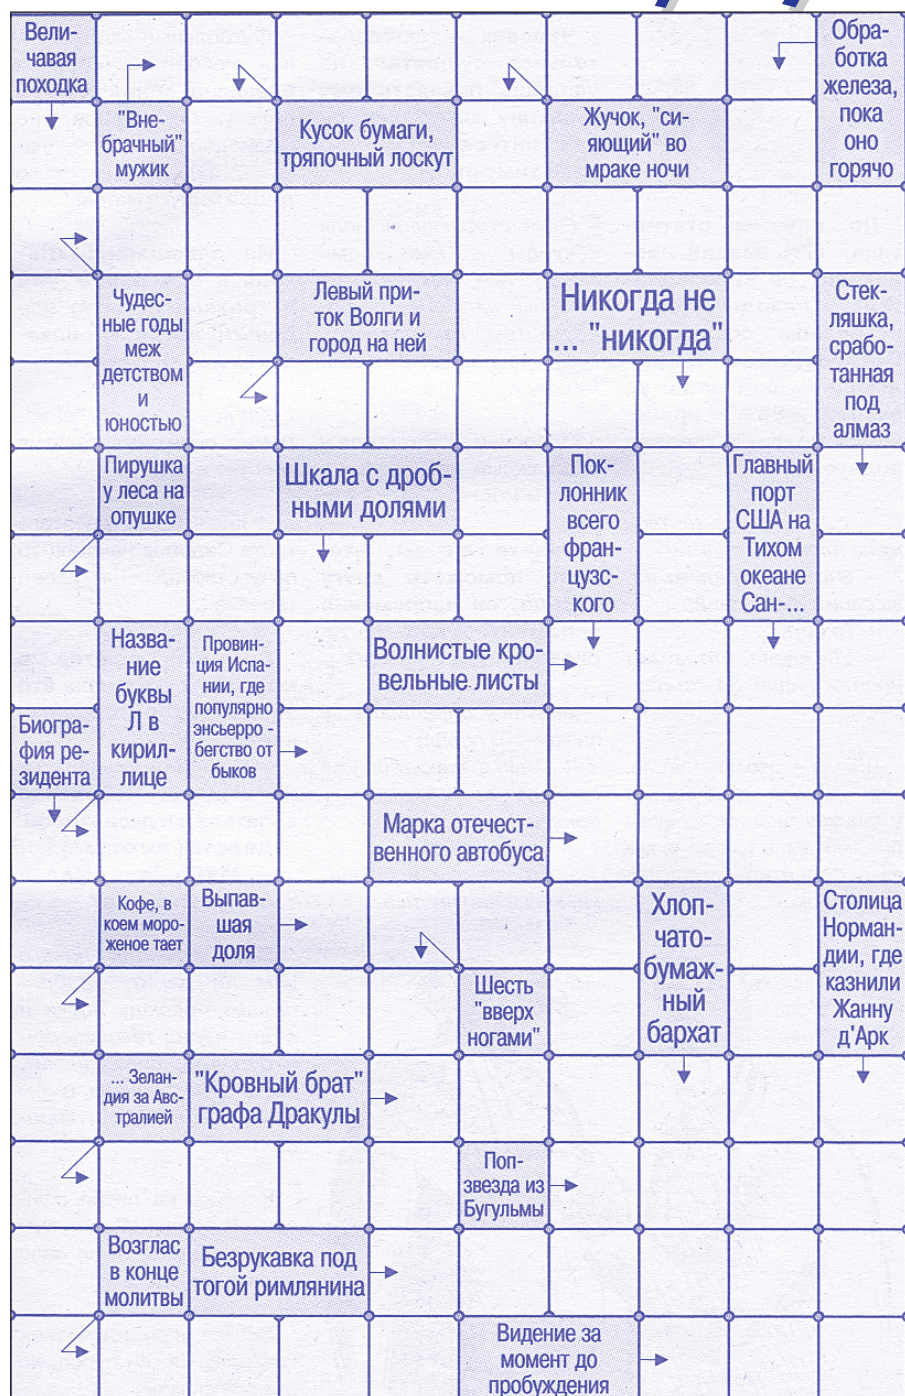 Вели-
чавая
походка
"Вне-
брачный"
мужик
Кусок бумаги,
тряпочный лоскут
Жучок, "си-
яющий" во
мраке ночи
Обра-
ботка
железа,
пока
оно
горячо
Чудес-
ные годы
меж
детством
и
юностью
Левый при-
ток Волги и
город на ней
Никогда не
... "никогда"
Стек-
ляшка,
срабо-
танная
под
алмаз
Пирушка
у леса на
опушке
Шкала с дроб-
ными долями
Пок-
лонник
всего
фран-
цузс-
кого
Главный
порт
США на
Тихом
океане
Сан-...
Назва-
ние
буквы
Л в
кирил-
лице
Провин-
ция Испа-
нии, где
популярно
энсьерро -
бегство от
быков
Волнистые кро-
вельные листы
Биогра-
фия ре-
зидента
Марка отечест-
венного автобуса
Кофе, в
коем моро-
женое тает
Выпав-
шая
доля
Хлоп-
чато-
бумаж-
ный
бархат
Столица
Норман-
дии, где
казнили
Жанну
д'Арк
Шесть
"вверх
ногами"
... Зелан-
дия за Авс-
тралией
"Кровный брат"
графа Дракулы
Поп-
звезда из
Бугульмы
Возглас
в конце
молитвы
Безрукавка под
тогой римлянина
Видение за
момент до
пробуждения